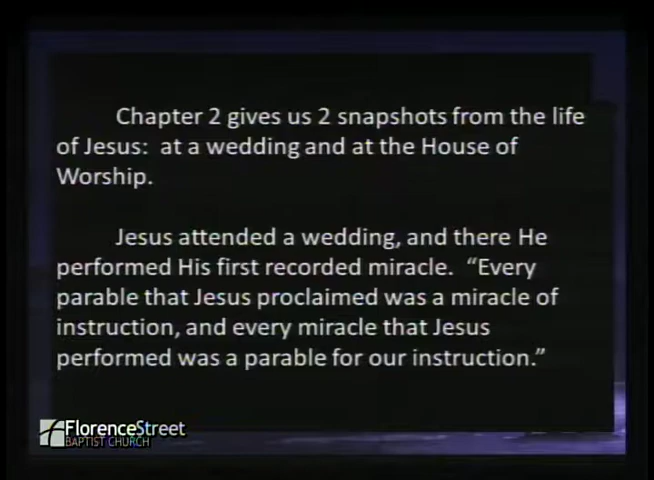 Chapter 2 gives us 2 snapshots from the life
of Jesus: at a wedding and at the House of
Worship.
Jesus attended a wedding, and there He
performed His first recorded miracle. “Every
parable that Jesus proclaimed was a miracle of
instruction, and every miracle that Jesus
performed was a parable for our instruction.”
FlorenceStreet
BAPTIST CHURCH